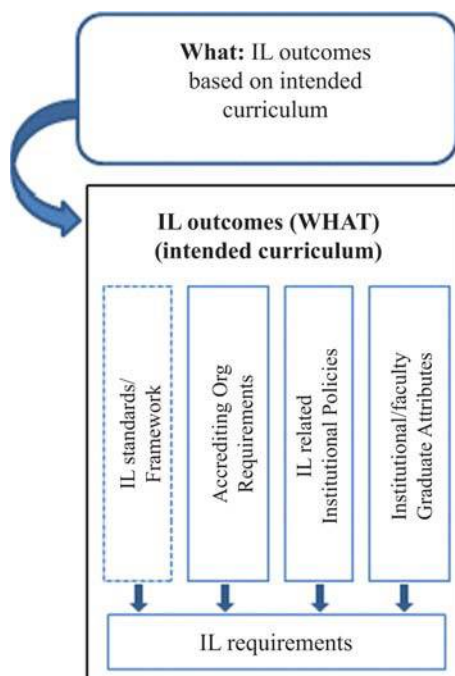 What: IL outcomes
based on intended
curriculum
IL outcomes (WHAT)
(intended curriculum)
IL standards/
Framework
Accrediting Org
Requirements
IL related
Institutional Policies
Institutional/faculty
Graduate Attributes
IL requirements